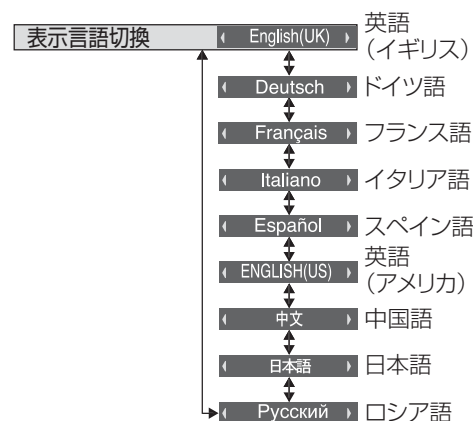 表示言語切換 English(UK) 英語
(イギリス)
Deutsch ドイツ語
Français フランス語
Italiano イタリア語
Español スペイン語
ENGLISH(US) 英語
(アメリカ)
中文 中国語
日本語 日本語
Русский ロシア語